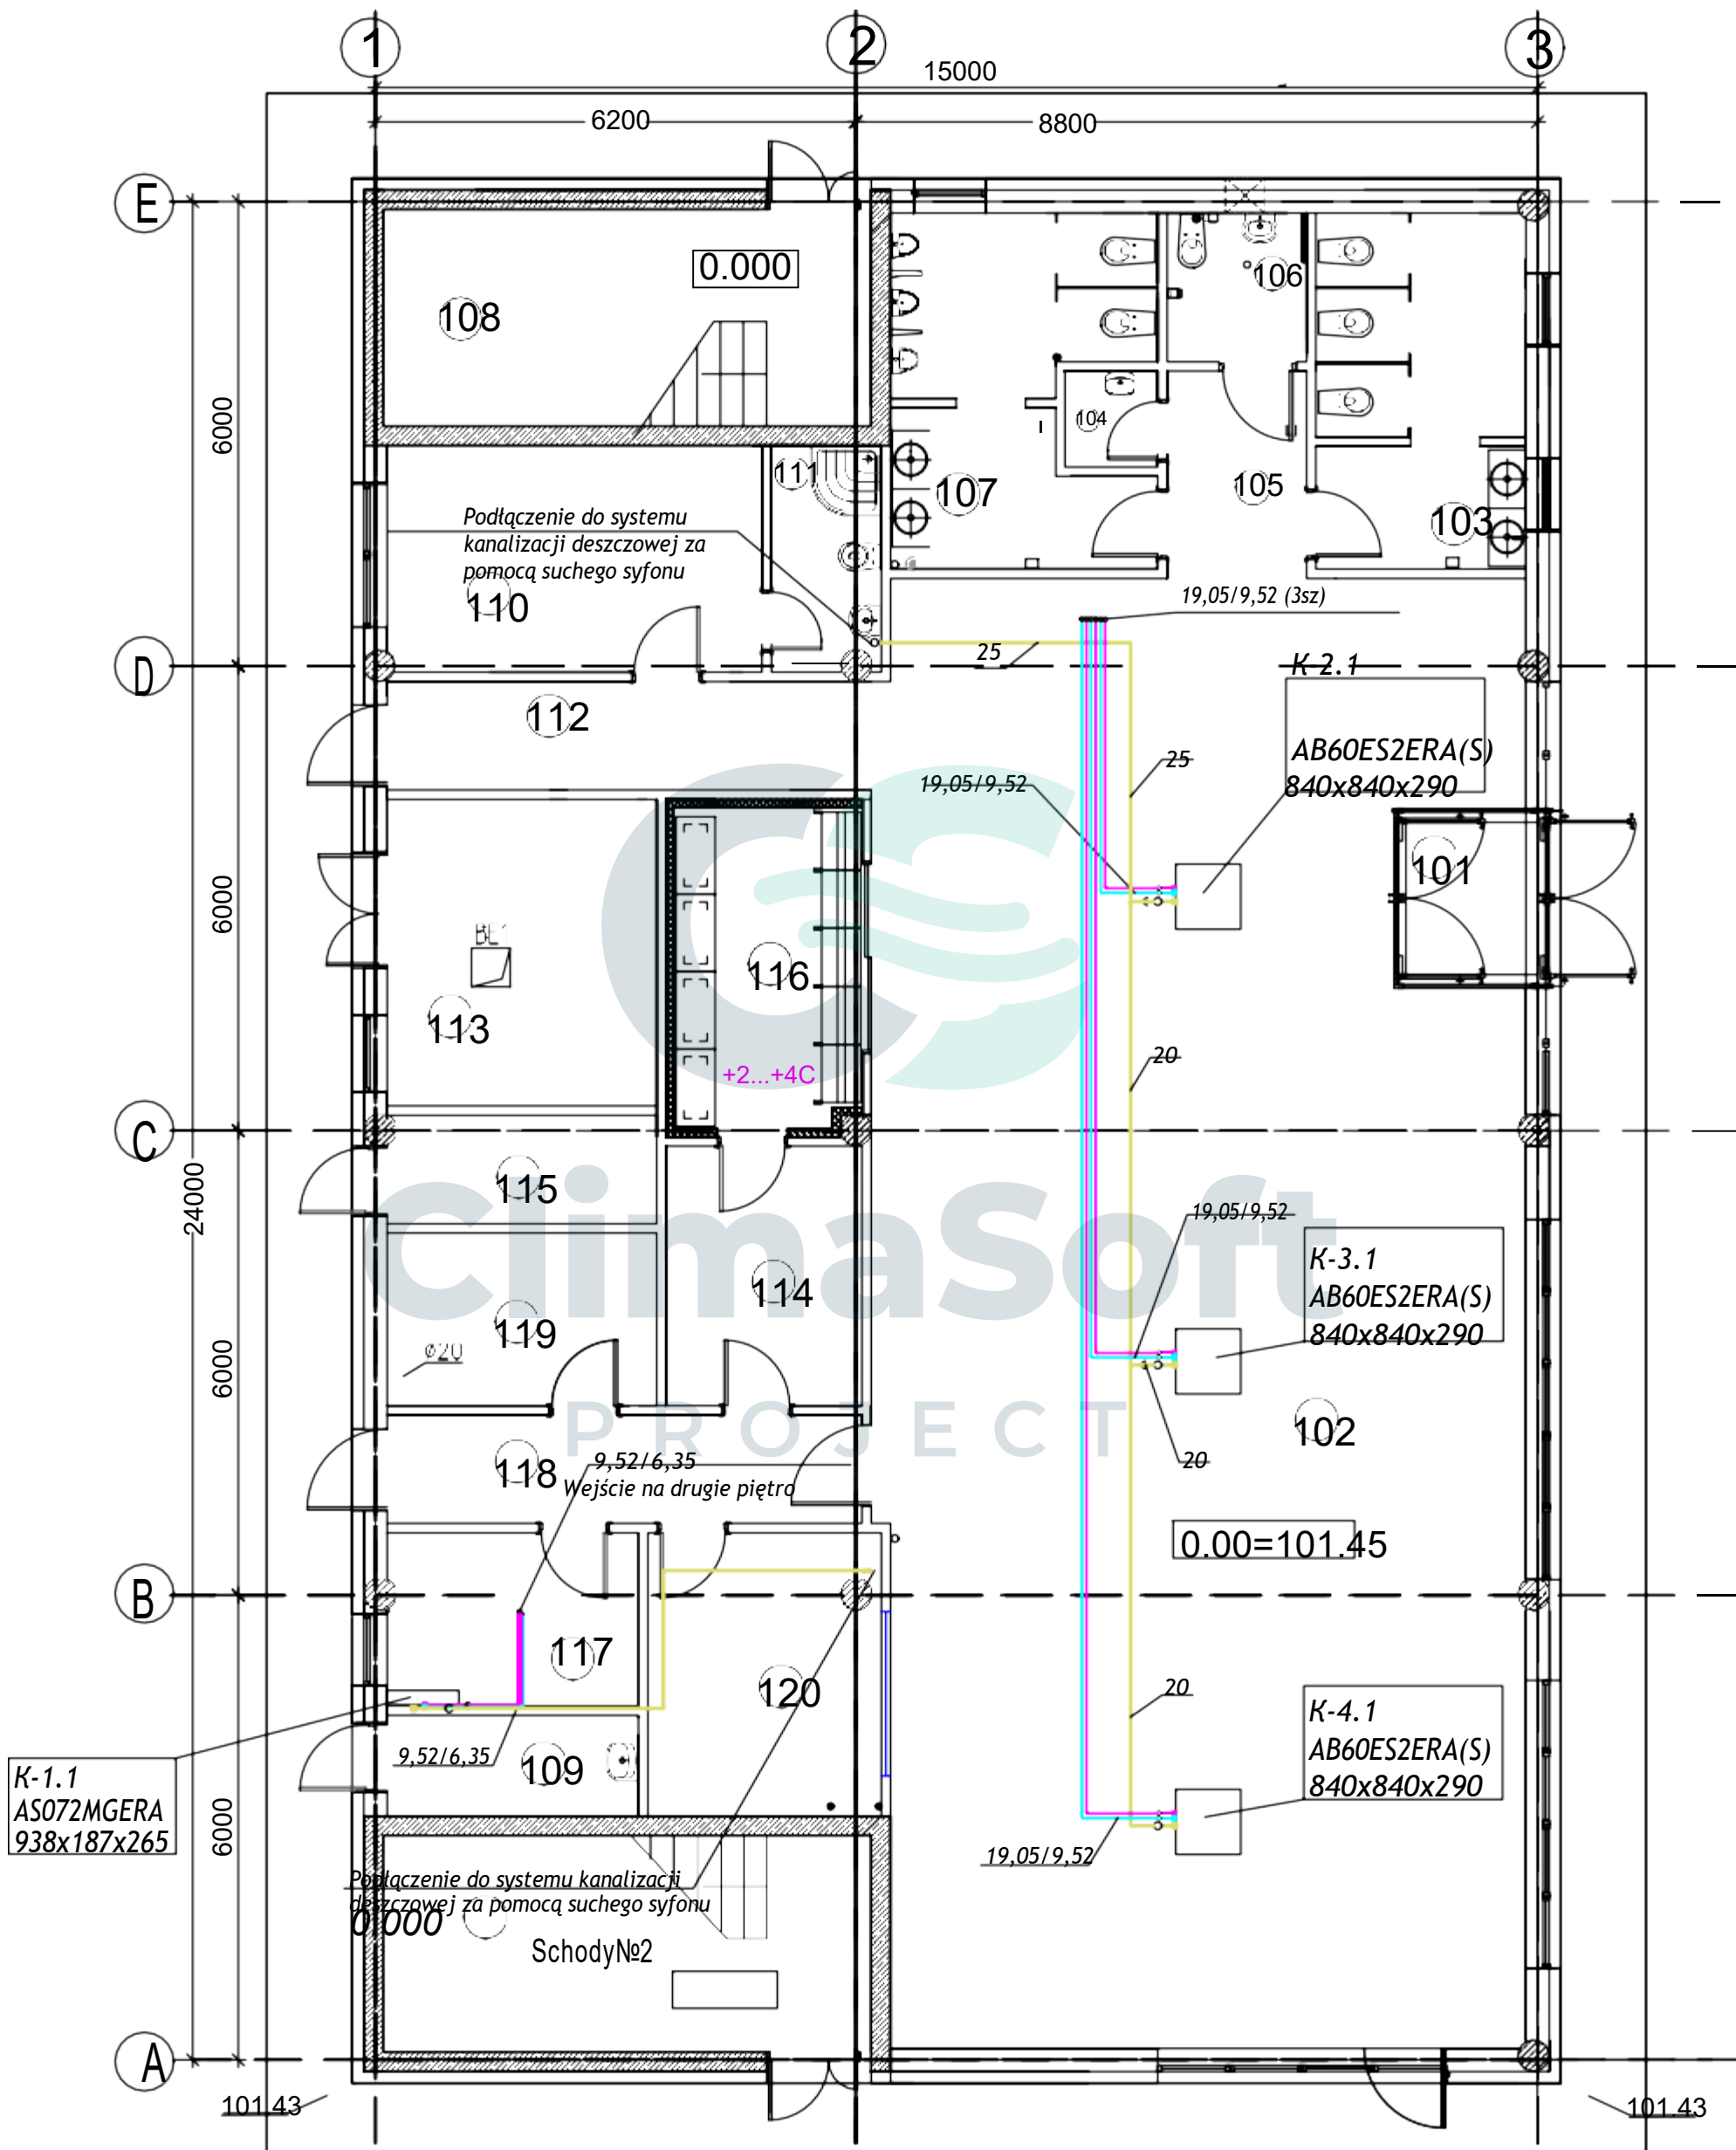 1
2
3
15000
6200
8800
E
0.000
108
106
6000
104
111
107
105
103
Podłączenie do systemu
kanalizacji deszczowej za
pomocą suchego syfonu
110
19,05/9,52 (3sz)
25
K-2.1
D
112
AB60ES2ERA(S)
840x840x290
25
19,05/9,52
101
6000
BE1
116
113
+2...+4C
20
C
24000
115
19,05/9,52
ClimaSoft
PROJECT
K-3.1
AB60ES2ERA(S)
840x840x290
114
119
ø20
6000
102
118
9,52/6,35
Wejście na drugie piętro
20
0.00=101.45
B
117
120
20
K-4.1
AB60ES2ERA(S)
840x840x290
9,52/6,35
109
K-1.1
AS072MGERA
938x187x265
6000
19,05/9,52
Podłączenie do systemu kanalizacji
deszczowej za pomocą suchego syfonu
0.000
Schody№2
A
101.43
101.43